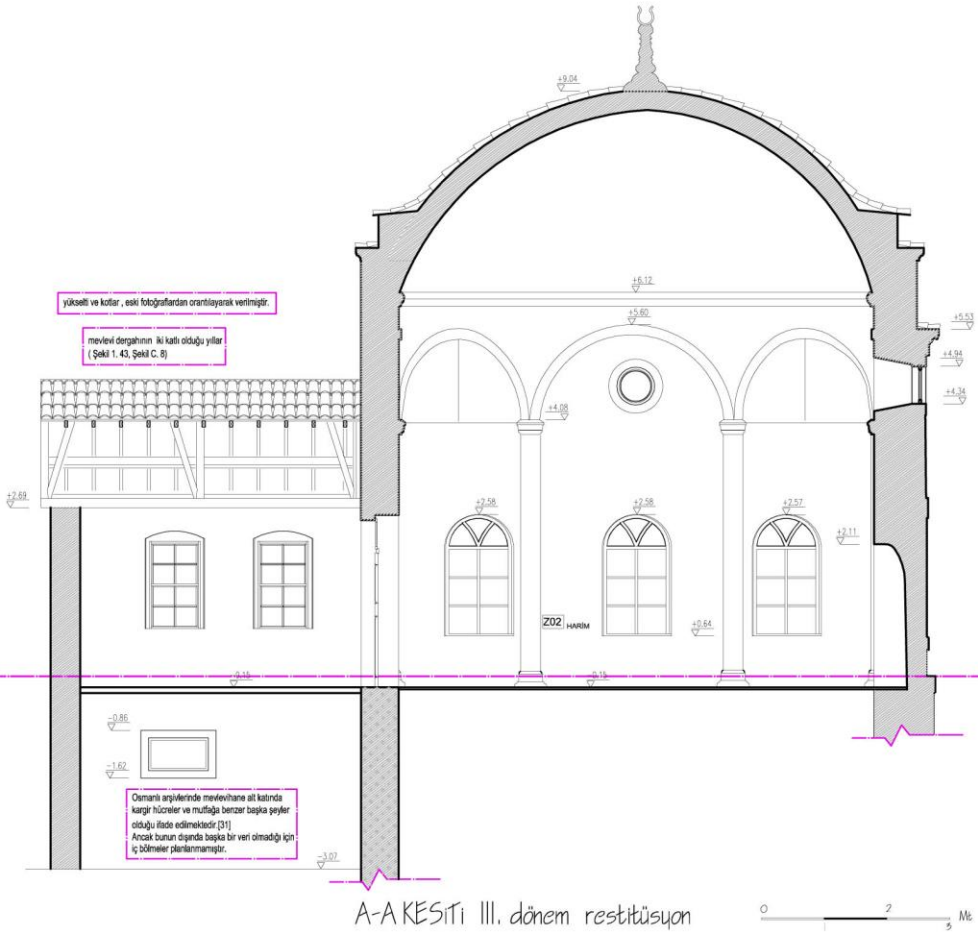 +9.04
+6.12
yükselti ve kotlar , eski fotoğraflardan orantılayarak verilmiştir.
+5.60
+5.53
mevlevi dergahının iki katlı olduğu yıllar
( Şekil 1. 43, Şekil C. 8)
+4.94
+4.34
+4.08
+2.69
+2.58
+2.58
+2.57
+2.11
Z02 HARİM
+0.64
-0.15
-0.15
-0.86
-1.62
Osmanlı arşivlerinde mevlevihane alt katında
kargir hücreler ve mutfağa benzer başka şeyler
olduğu ifade edilmektedir.[31]
Ancak bunun dışında başka bir veri olmadığı için
iç bölmeler planlanmamıştır.
-3.07
A-A KESİTİ III. dönem restitüsyon
0 2 Mt
3